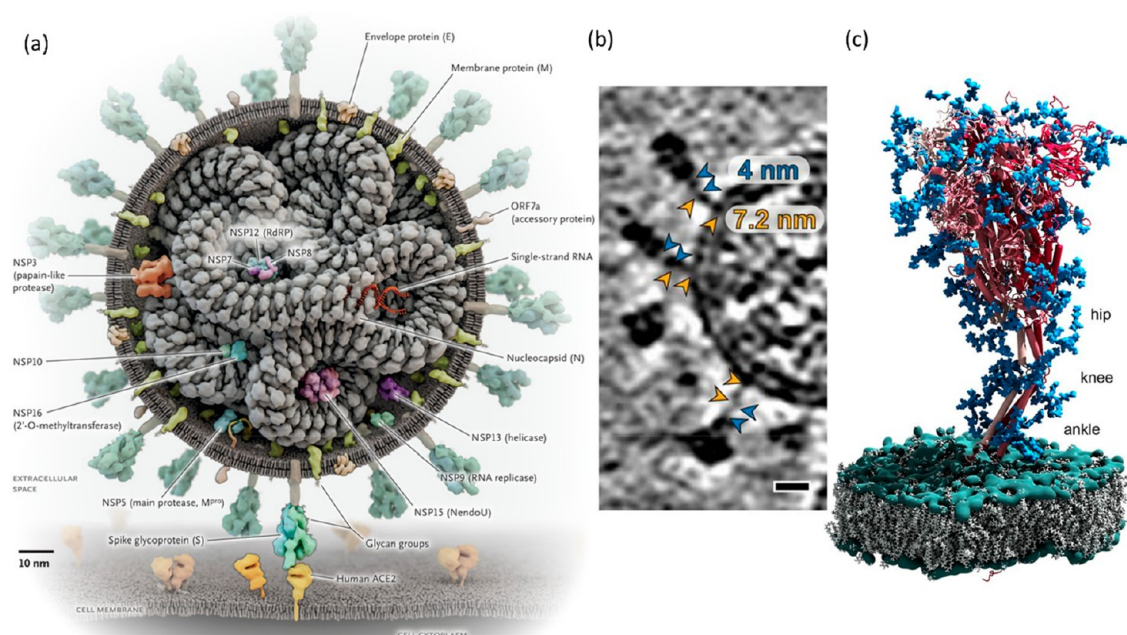 (a)
Envelope protein (E)
Membrane protein (M)
ORF7a
(accessory protein)
NSP12 (RdRP)
NSP7
NSP8
Single-strand RNA
NSP3
(papain-like
protease)
Nucleocapsid (N)
NSP10
NSP16
(2'-O-methyltransferase)
NSP13 (helicase)
NSP9 (RNA replicase)
NSP5 (main protease, Mpro)
NSP15 (NendoU)
EXTRACELLULAR
SPACE
Spike glycoprotein (S)
Glycan groups
10 nm
Human ACE2
CELL MEMBRANE
CELL CYTOPLASM
(b)
4 nm
7.2 nm
(c)
hip
knee
ankle